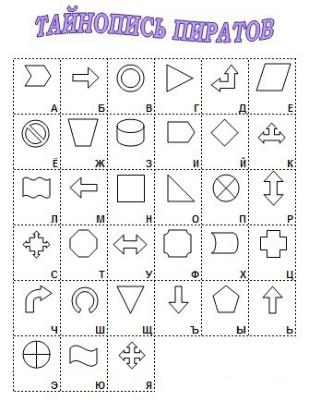 ТАЙНОПИСЬ ПИРАТОВ
А Б В Г Д Е
Ё Ж З И Й К
Л М Н О П Р
С Т У Ф Х Ц
Ч Ш Щ Ъ Ы Ь
Э Ю Я